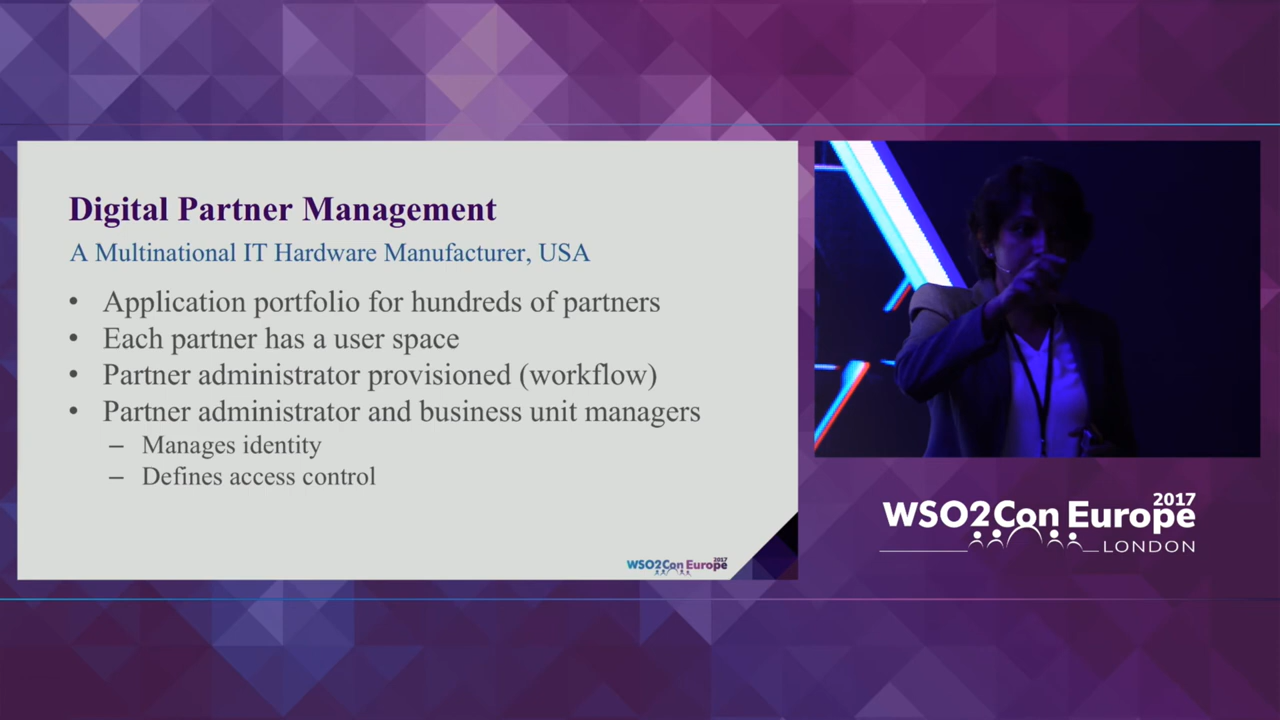 Digital Partner Management
A Multinational IT Hardware Manufacturer, USA
• Application portfolio for hundreds of partners
• Each partner has a user space
• Partner administrator provisioned (workflow)
• Partner administrator and business unit managers
– Manages identity
– Defines access control
WSO2Con Europe 2017
2017
WSO2Con Europe
LONDON